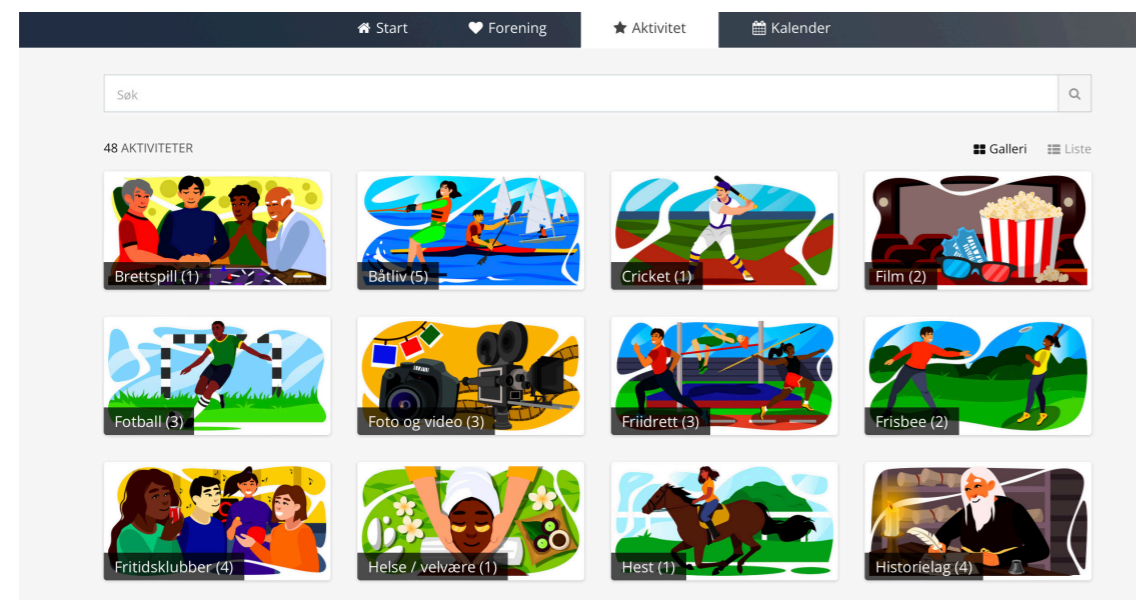 Start Forening Aktivitet Kalender
Søk
48 AKTIVITETER Galleri Liste
Brettspill (1) Båtliv (5) Cricket (1) Film (2)
Fotball (3) Foto og video (3) Friidrett (3) Frisbee (2)
Fritidsklubber (4) Helse / velvære (1) Hest (1) Historielag (4)